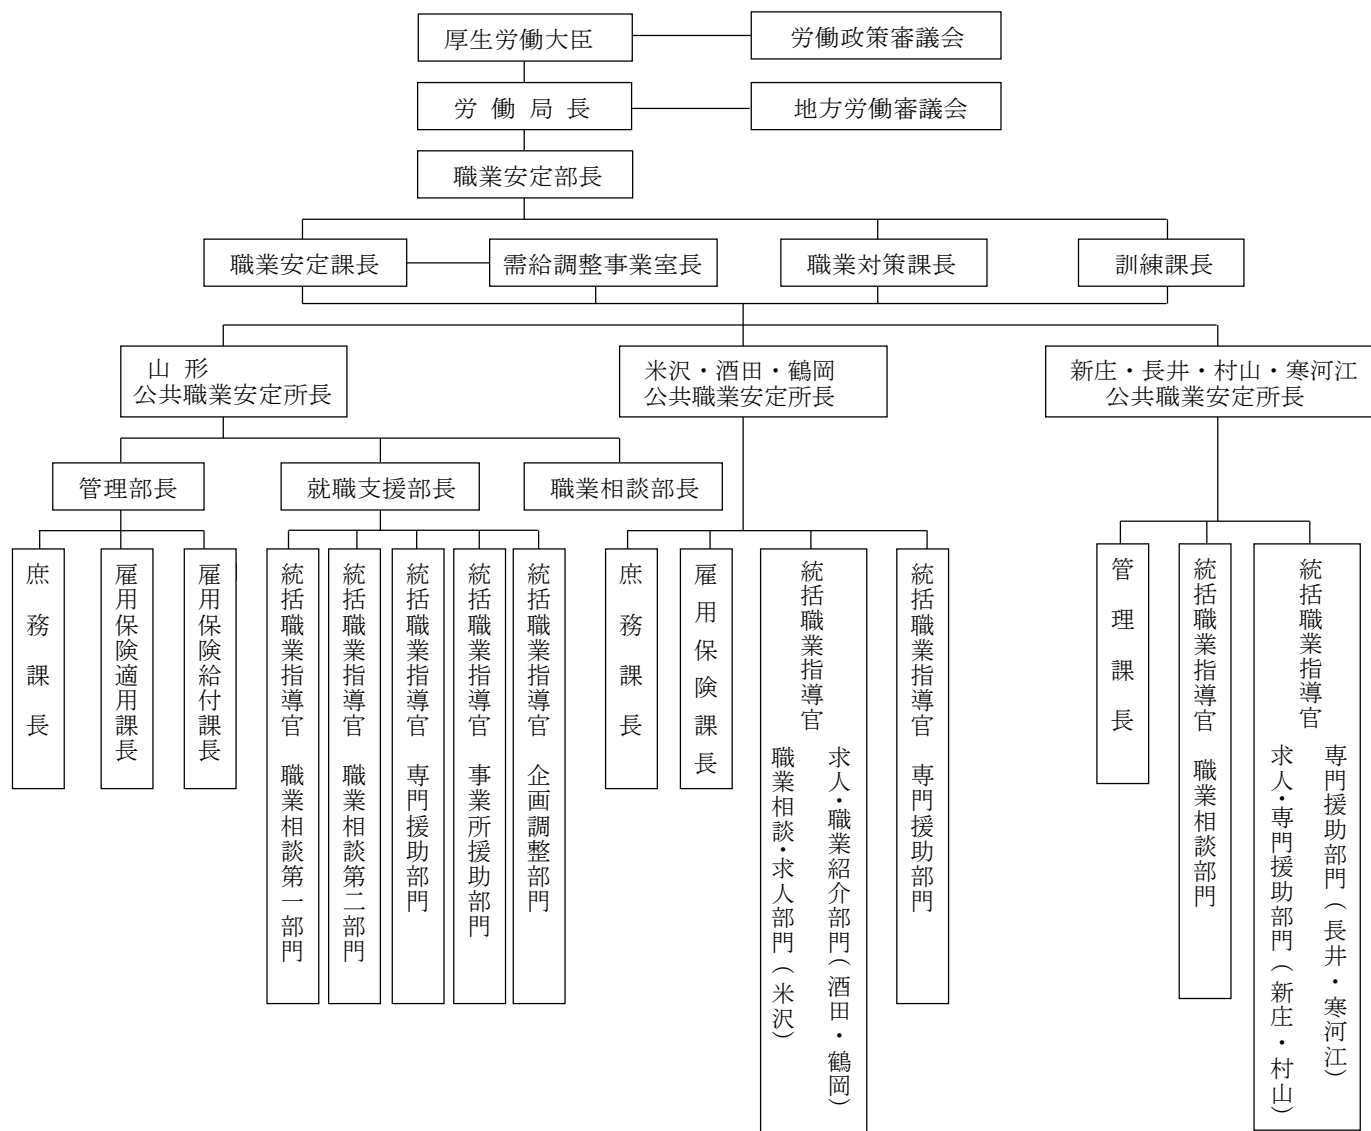 厚生労働大臣
労働政策審議会
労働局長
地方労働審議会
職業安定部長
職業安定課長
需給調整事業室長
職業対策課長
訓練課長
山形
公共職業安定所長
米沢・酒田・鶴岡
公共職業安定所長
新庄・長井・村山・寒河江
公共職業安定所長
管理部長
就職支援部長
職業相談部長
庶務課長
雇用保険適用課長
雇用保険給付課長
統括職業指導官 職業相談第一部門
統括職業指導官 職業相談第二部門
統括職業指導官 専門援助部門
統括職業指導官 事業所援助部門
統括職業指導官 企画調整部門
庶務課長
雇用保険課長
統括職業指導官
求人・職業紹介部門(酒田・鶴岡)
職業相談・求人部門(米沢)
統括職業指導官 専門援助部門
管理課長
統括職業指導官 職業相談部門
統括職業指導官
専門援助部門(長井・寒河江)
求人・専門援助部門(新庄・村山)